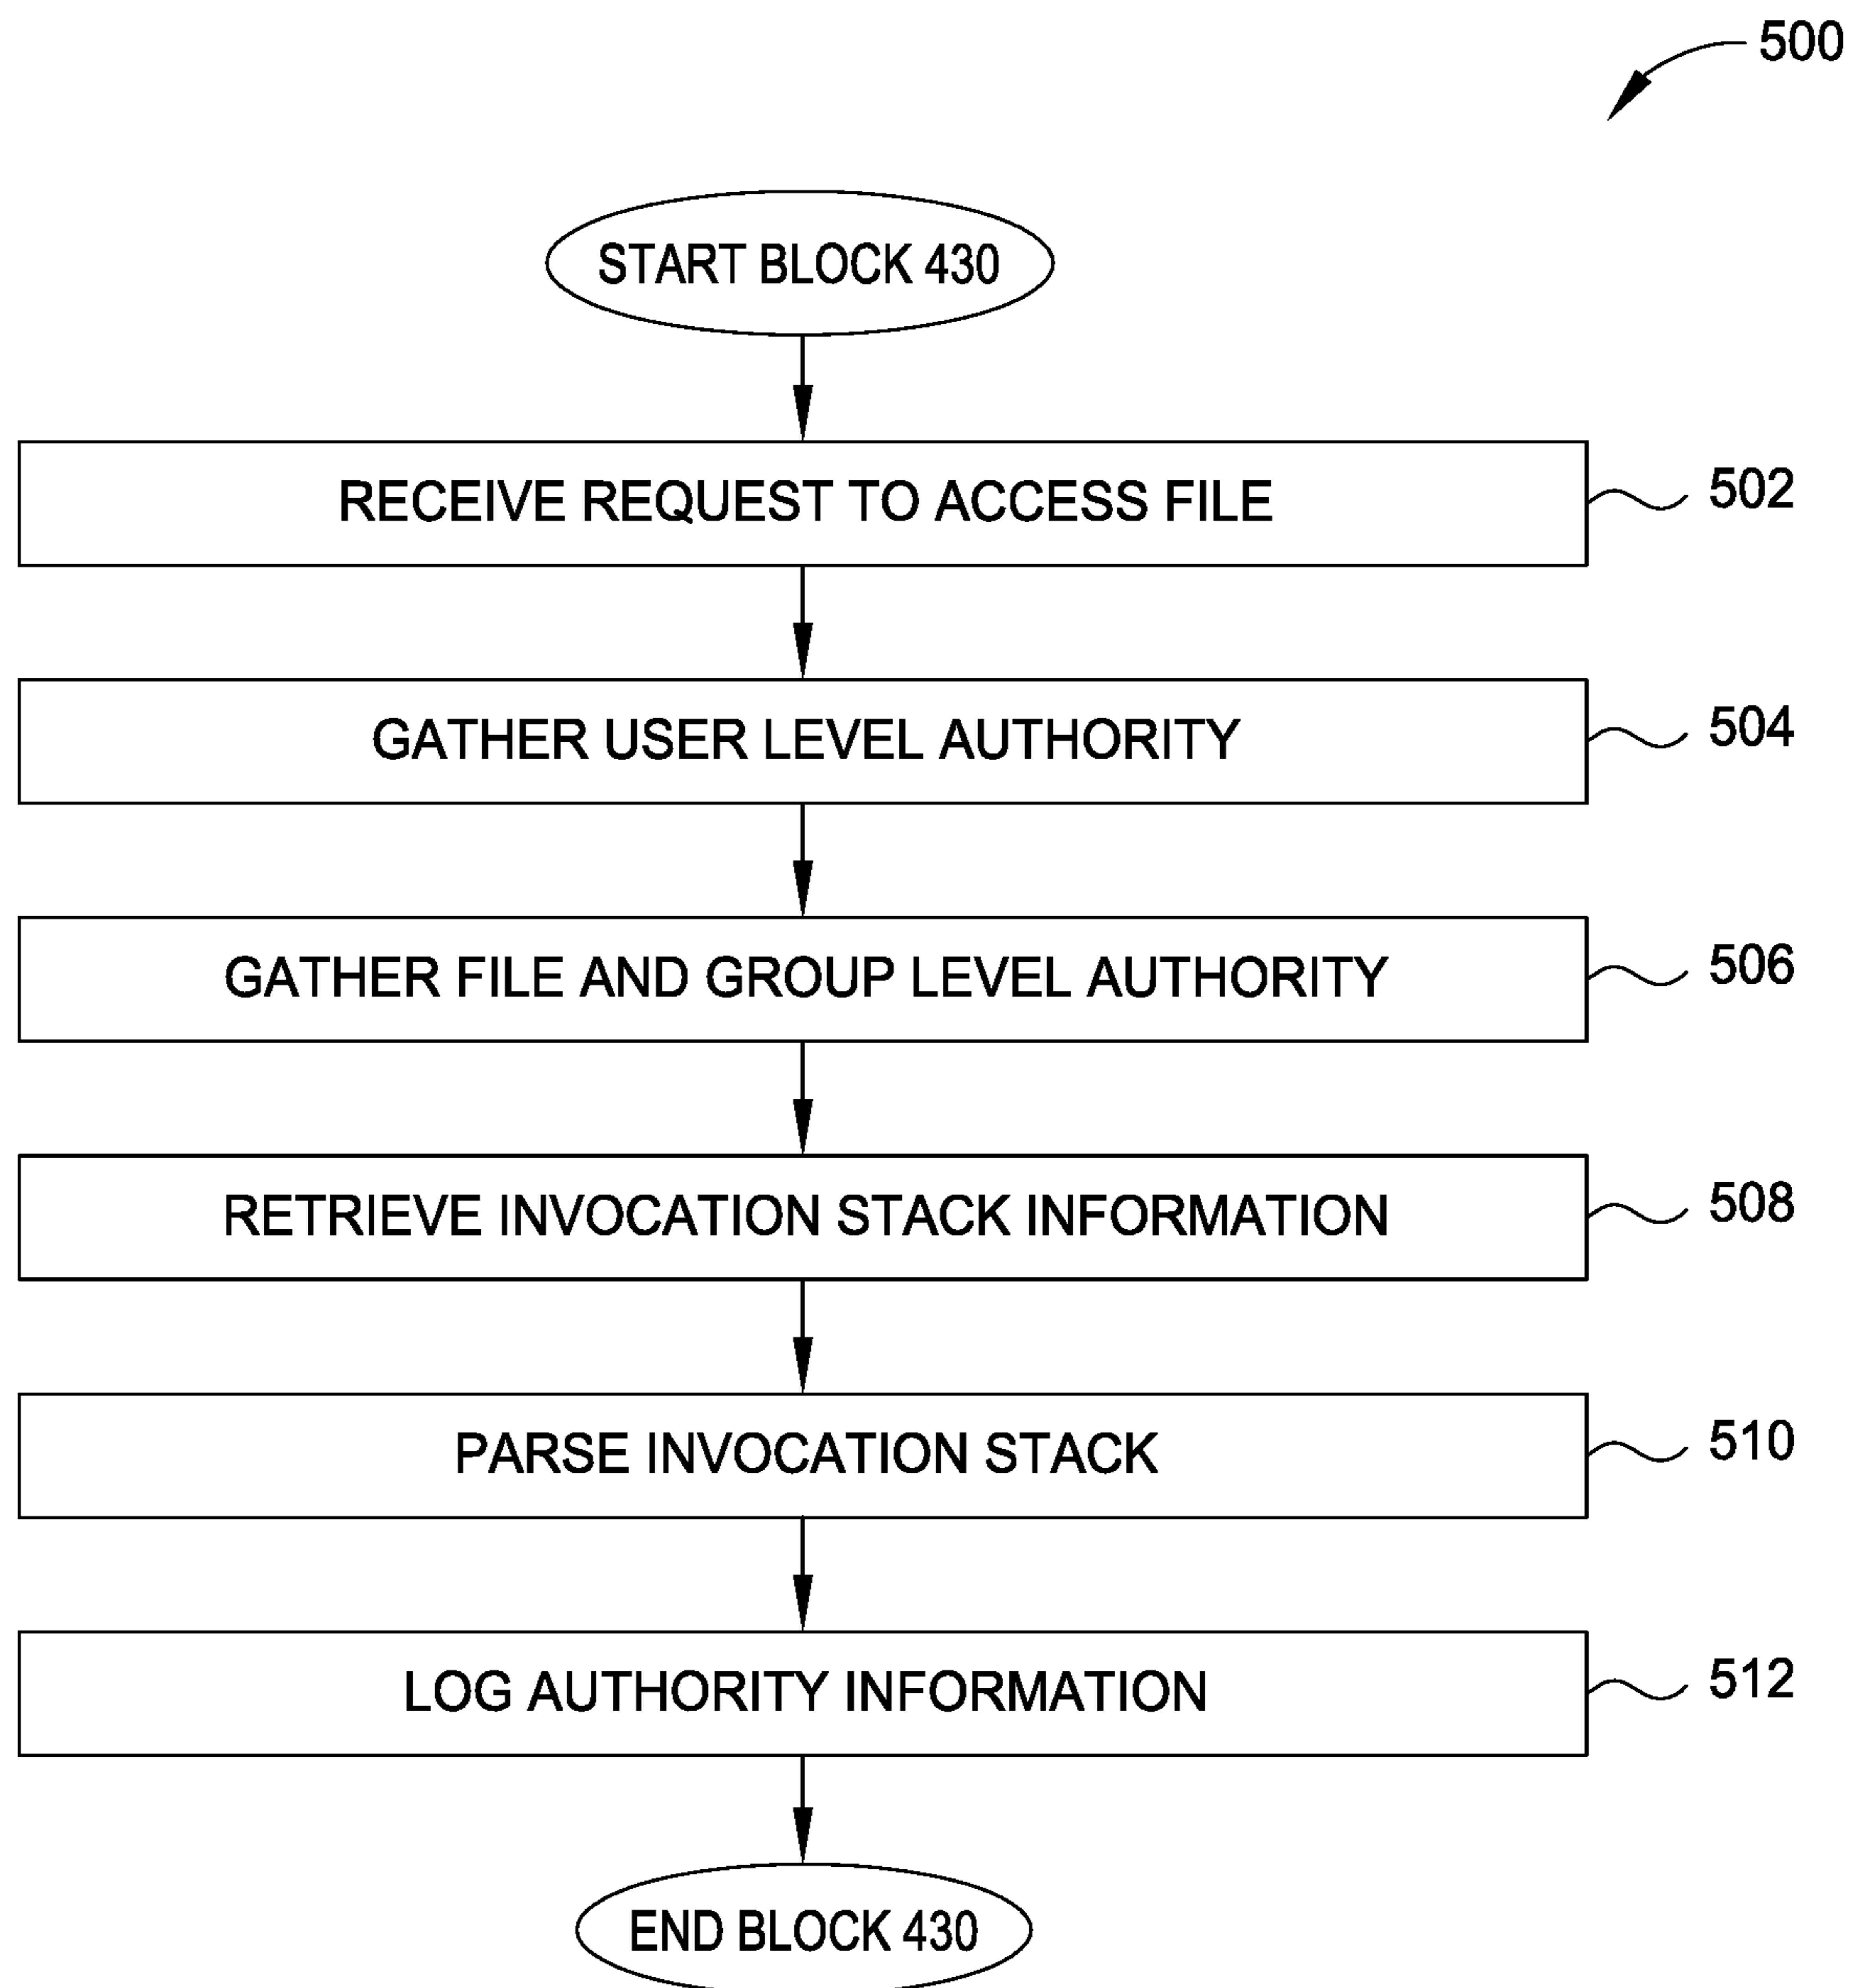 500
START BLOCK 430
RECEIVE REQUEST TO ACCESS FILE
502
GATHER USER LEVEL AUTHORITY
504
GATHER FILE AND GROUP LEVEL AUTHORITY
506
RETRIEVE INVOCATION STACK INFORMATION
508
PARSE INVOCATION STACK
510
LOG AUTHORITY INFORMATION
512
END BLOCK 430